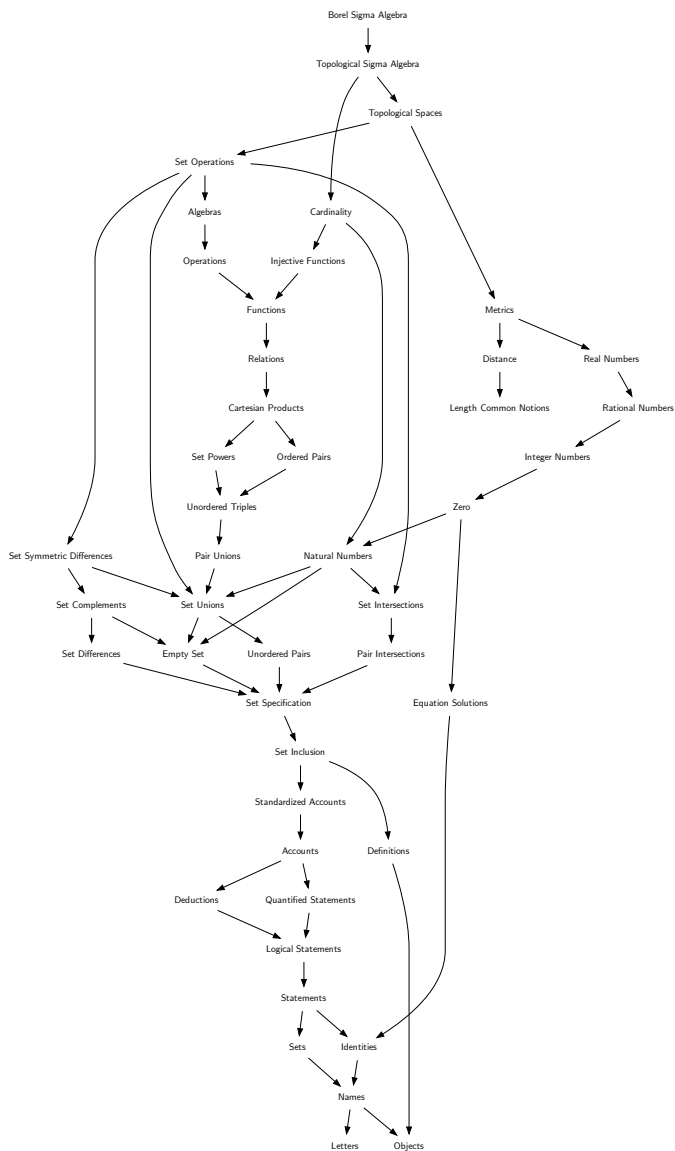 Borel Sigma Algebra
Topological Sigma Algebra
Topological Spaces
Set Operations
Algebras
Cardinality
Operations
Injective Functions
Functions
Metrics
Relations
Distance
Real Numbers
Cartesian Products
Length Common Notions
Rational Numbers
Set Powers
Ordered Pairs
Integer Numbers
Unordered Triples
Zero
Set Symmetric Differences
Pair Unions
Natural Numbers
Set Complements
Set Unions
Set Intersections
Set Differences
Empty Set
Unordered Pairs
Pair Intersections
Set Specification
Equation Solutions
Set Inclusion
Standardized Accounts
Accounts
Definitions
Deductions
Quantified Statements
Logical Statements
Statements
Sets
Identities
Names
Letters
Objects